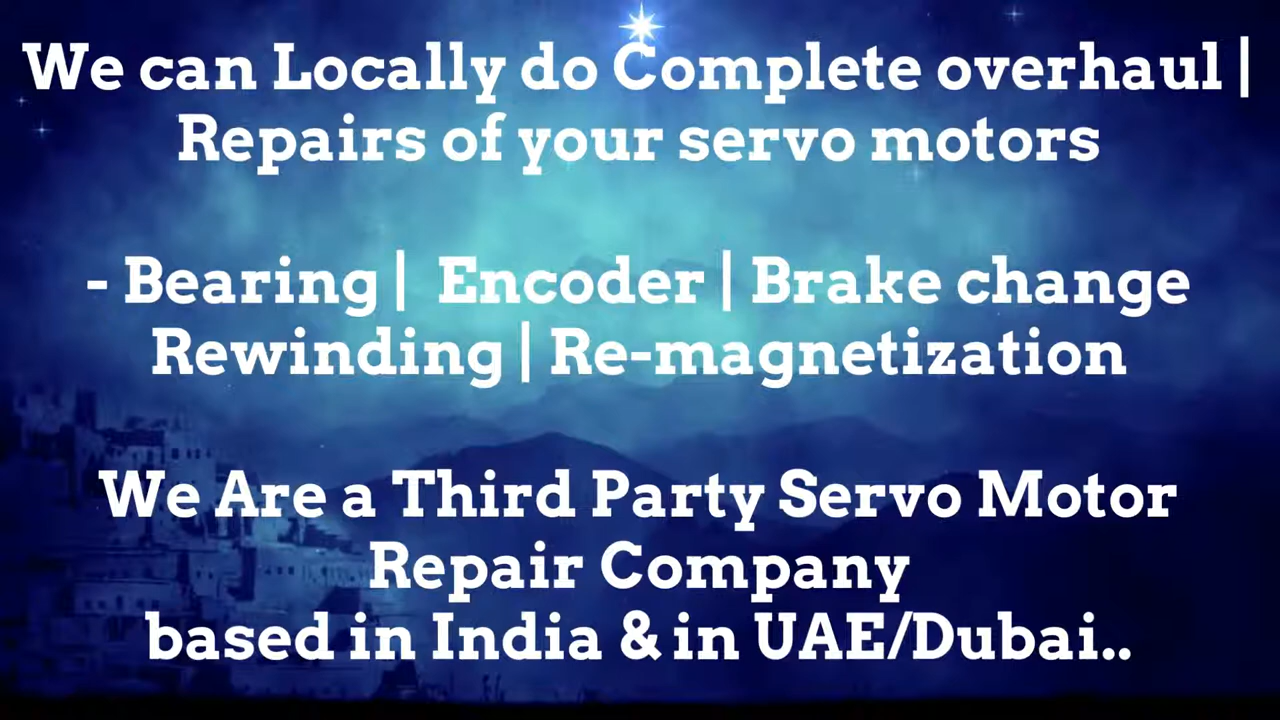 We can Locally do Complete overhaul |
Repairs of your servo motors
- Bearing | Encoder | Brake change
Rewinding | Re-magnetization
We Are a Third Party Servo Motor
Repair Company
based in India & in UAE/Dubai..